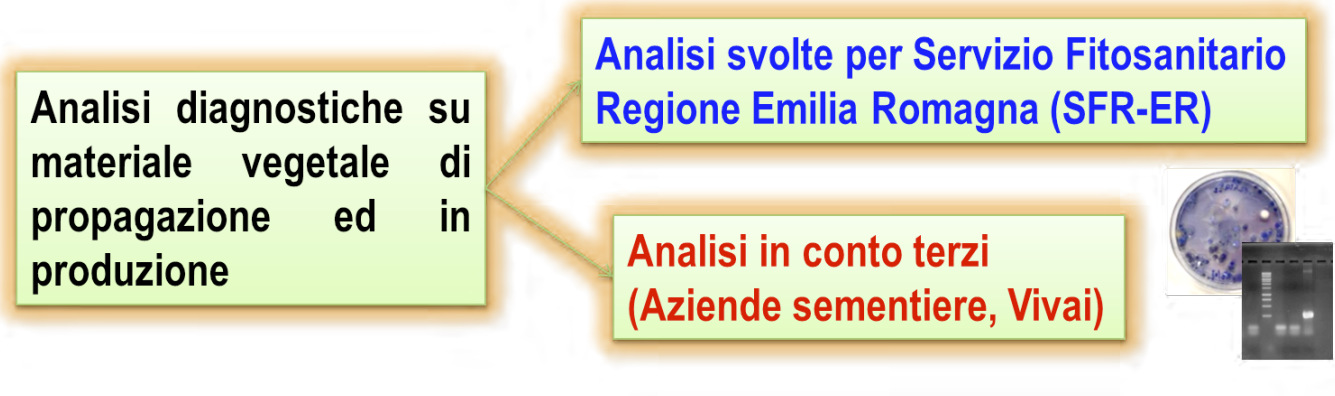 Analisi diagnostiche su
materiale vegetale di
propagazione ed in
produzione
Analisi svolte per Servizio Fitosanitario
Regione Emilia Romagna (SFR-ER)
Analisi in conto terzi
(Aziende sementiere, Vivai)